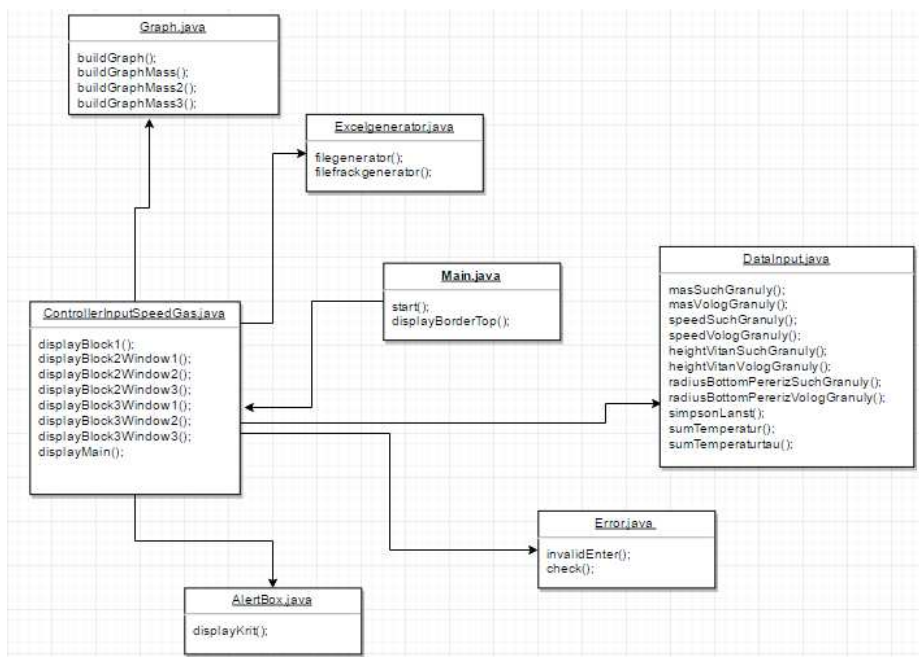 Graph.java
buildGraph();
buildGraphMass();
buildGraphMass2();
buildGraphMass3();
Excelgenerator.java
filegenerator();
filefrackgenerator();
Main.java
start();
displayBorderTop();
DataInput.java
masSuchGranuly();
masVologGranuly();
speedSuchGranuly();
speedVologGranuly();
heightVitanSuchGranuly();
heightVitanVologGranuly();
radiusBottomPererizSuchGranuly();
radiusBottomPererizVologGranuly();
simpsonLanst();
sumTemperatur();
sumTemperaturtau();
ControllerInputSpeedGas.java
displayBlock1();
displayBlock2Window1();
displayBlock2Window2();
displayBlock2Window3();
displayBlock3Window1();
displayBlock3Window2();
displayBlock3Window3();
displayMain();
Error.java
invalidEnter();
check();
AlertBox.java
displayKrit();